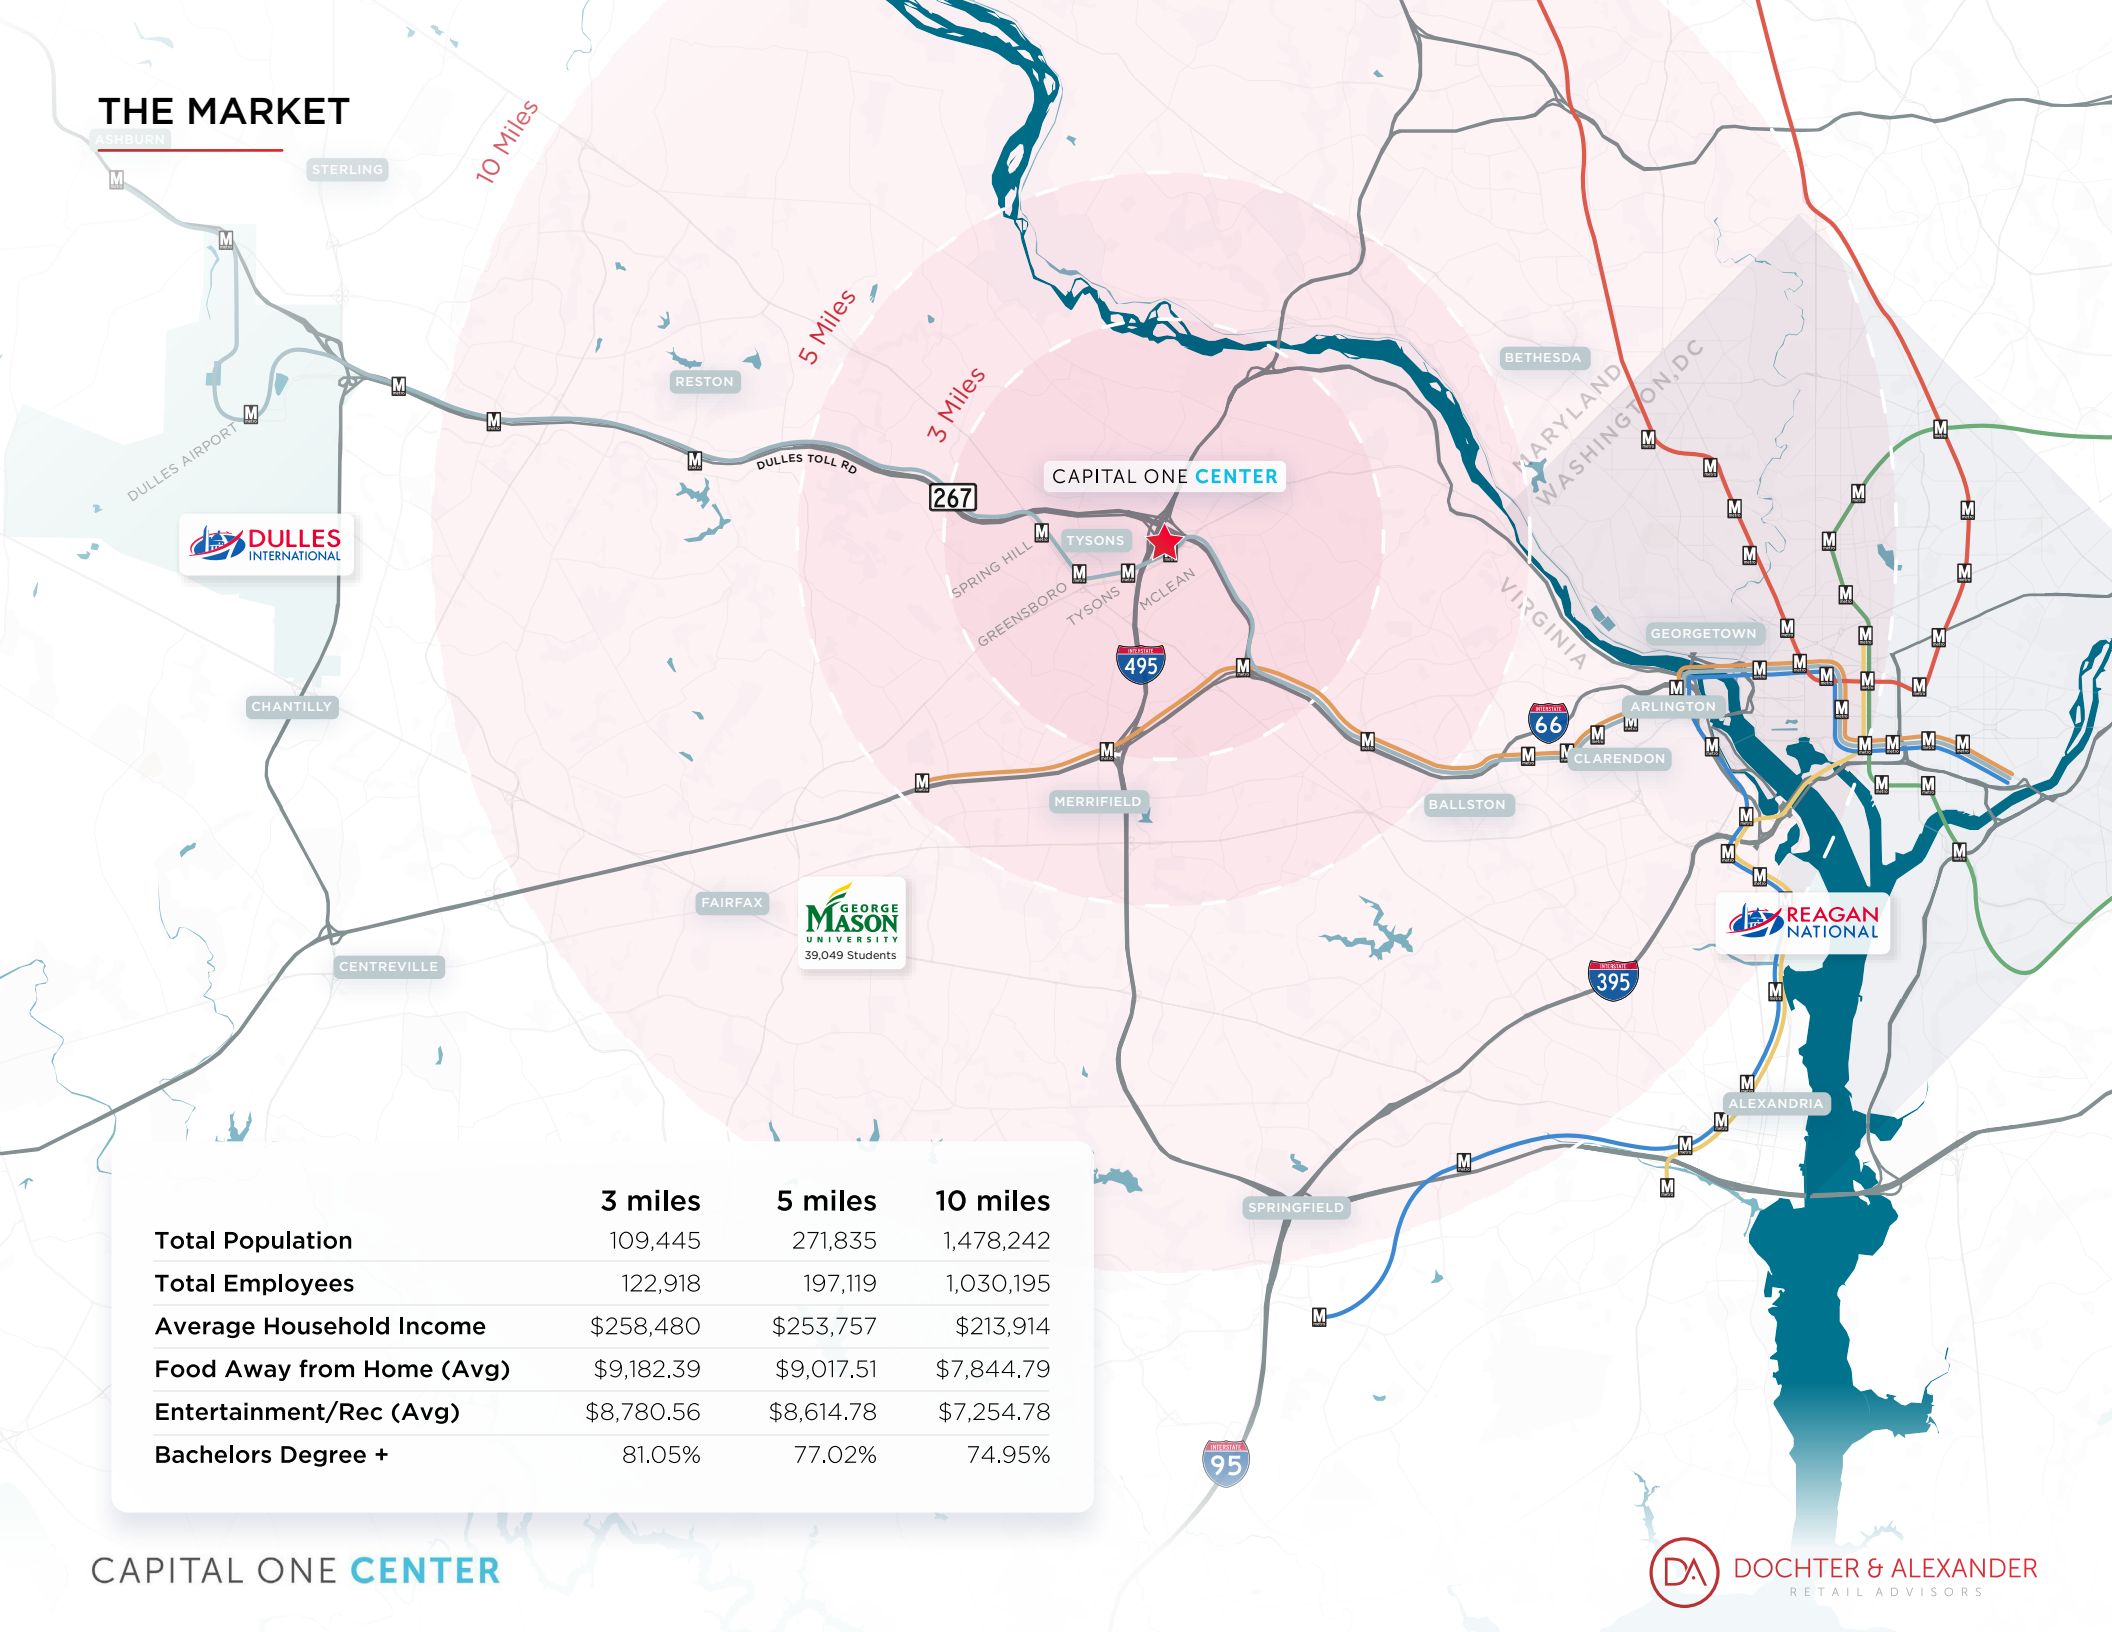 THE MARKET
ASHBURN
STERLING
10 Miles
5 Miles
3 Miles
RESTON
BETHESDA
MARYLAND
WASHINGTON, DC
VIRGINIA
DULLES AIRPORT
DULLES TOLL RD
267
CAPITAL ONE CENTER
TYSONS
SPRING HILL
GREENSBORO
TYSONS
MCLEAN
DULLES
INTERNATIONAL
INTERSTATE
495
GEORGETOWN
ARLINGTON
INTERSTATE
66
CLARENDON
BALLSTON
CHANTILLY
MERRIFIELD
FAIRFAX
GEORGE
MASON
UNIVERSITY
39,049 Students
REAGAN
NATIONAL
CENTREVILLE
INTERSTATE
395
ALEXANDRIA
SPRINGFIELD
INTERSTATE
95
3 miles 5 miles 10 miles
Total Population 109,445 271,835 1,478,242
Total Employees 122,918 197,119 1,030,195
Average Household Income $258,480 $253,757 $213,914
Food Away from Home (Avg) $9,182.39 $9,017.51 $7,844.79
Entertainment/Rec (Avg) $8,780.56 $8,614.78 $7,254.78
Bachelors Degree + 81.05% 77.02% 74.95%
CAPITAL ONE CENTER
DA DOCHTER & ALEXANDER
RETAIL ADVISORS